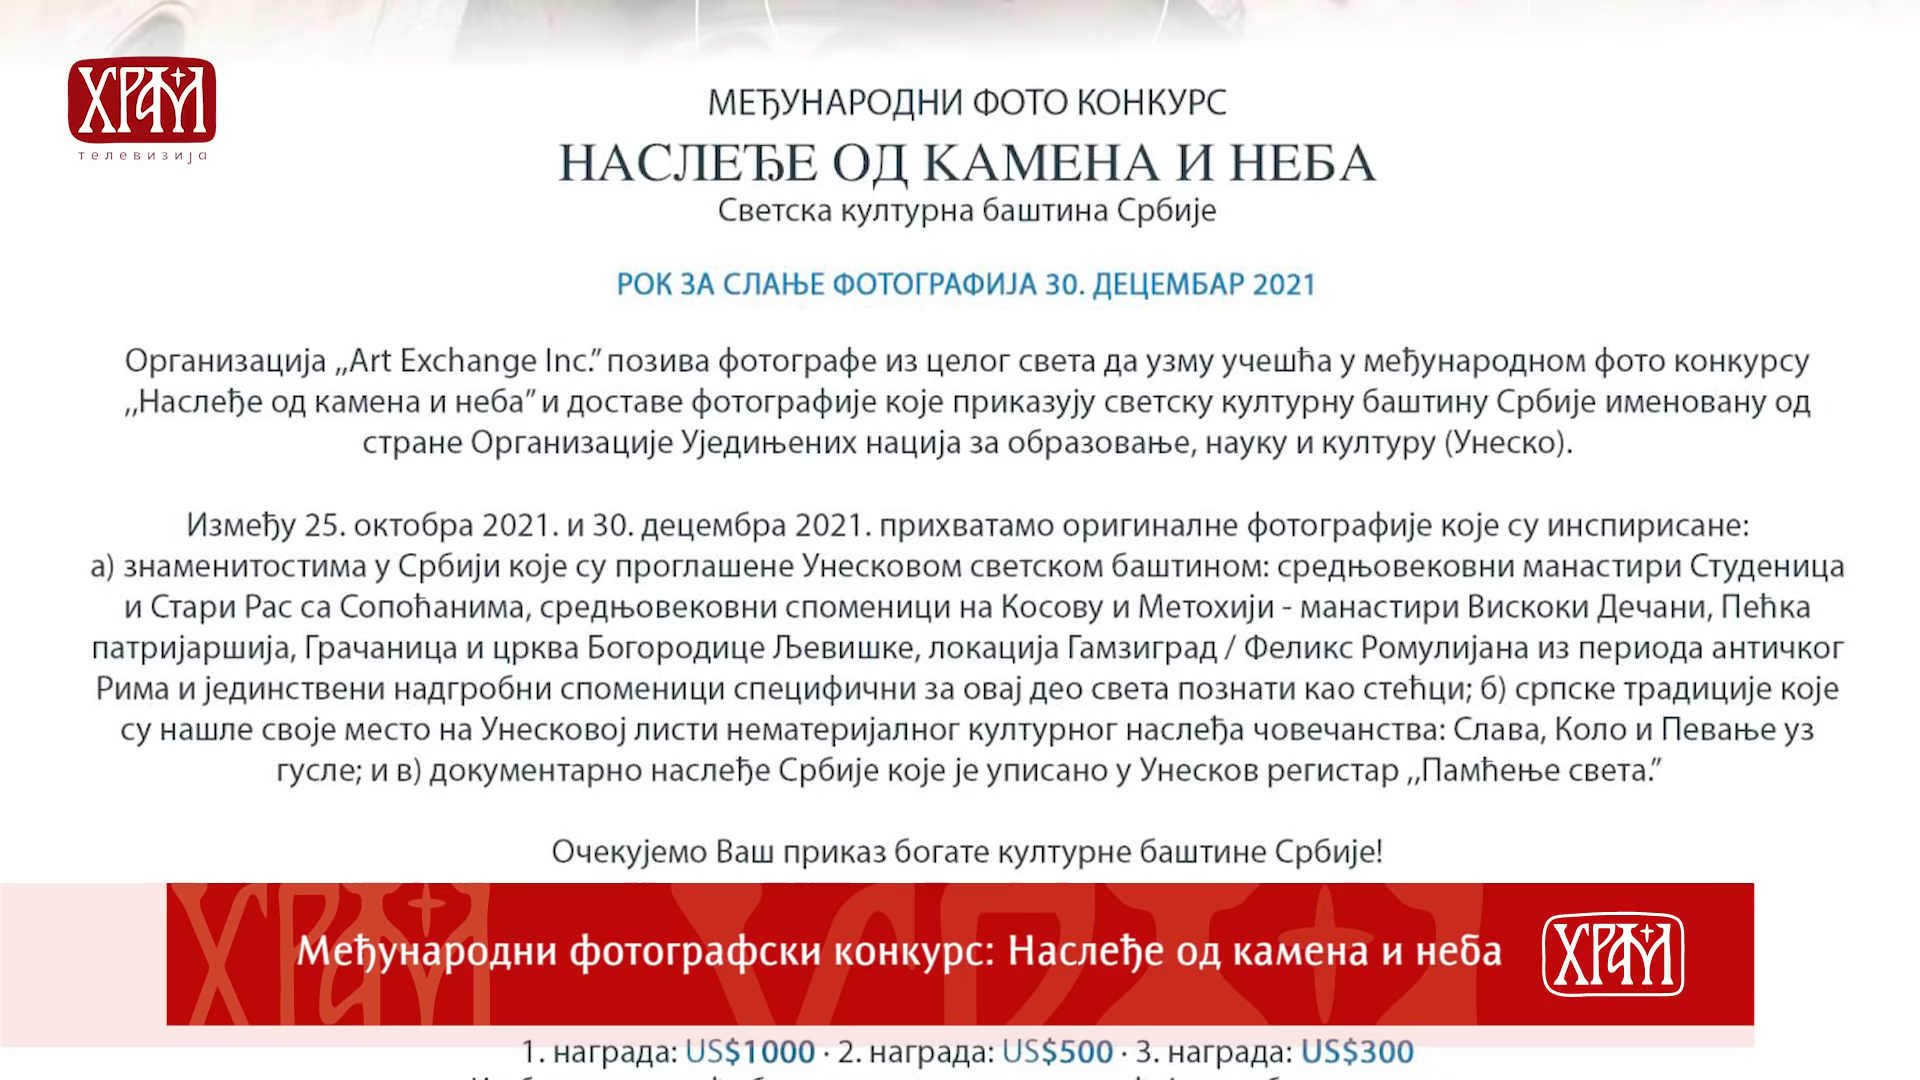 ХРАМ
телевизија
МЕЂУНАРОДНИ ФОТО КОНКУРС
НАСЛЕЂЕ ОД КАМЕНА И НЕБА
Светска културна баштина Србије
РОК ЗА СЛАЊЕ ФОТОГРАФИЈА 30. ДЕЦЕМБАР 2021
Организација ,,Art Exchange Inc.” позива фотографе из целог света да узму учешћа у међународном фото конкурсу
,,Наслеђе од камена и неба” и доставе фотографије које приказују светску културну баштину Србије именовану од
стране Организације Уједињених нација за образовање, науку и културу (Унеско).
Између 25. октобра 2021. и 30. децембра 2021. прихватамо оригиналне фотографије које су инспирисане:
а) знаменитостима у Србији које су проглашене Унесковом светском баштином: средњовековни манастири Студеница
и Стари Рас са Сопоћанима, средњовековни споменици на Косову и Метохији - манастири Вискоки Дечани, Пећка
патријаршија, Грачаница и црква Богородице Љевишке, локација Гамзиград / Феликс Ромулијана из периода античког
Рима и јединствени надгробни споменици специфични за овај део света познати као стећци; б) српске традиције које
су нашле своје место на Унесковој листи нематеријалног културног наслеђа човечанства: Слава, Коло и Певање уз
гусле; и в) документарно наслеђе Србије које је уписано у Унесков регистар ,,Памћење света.”
Очекујемо Ваш приказ богате културне баштине Србије!
Међународни фотографски конкурс: Наслеђе од камена и неба
ХРАМ
1. награда: US$1000 · 2. награда: US$500 · 3. награда: US$300